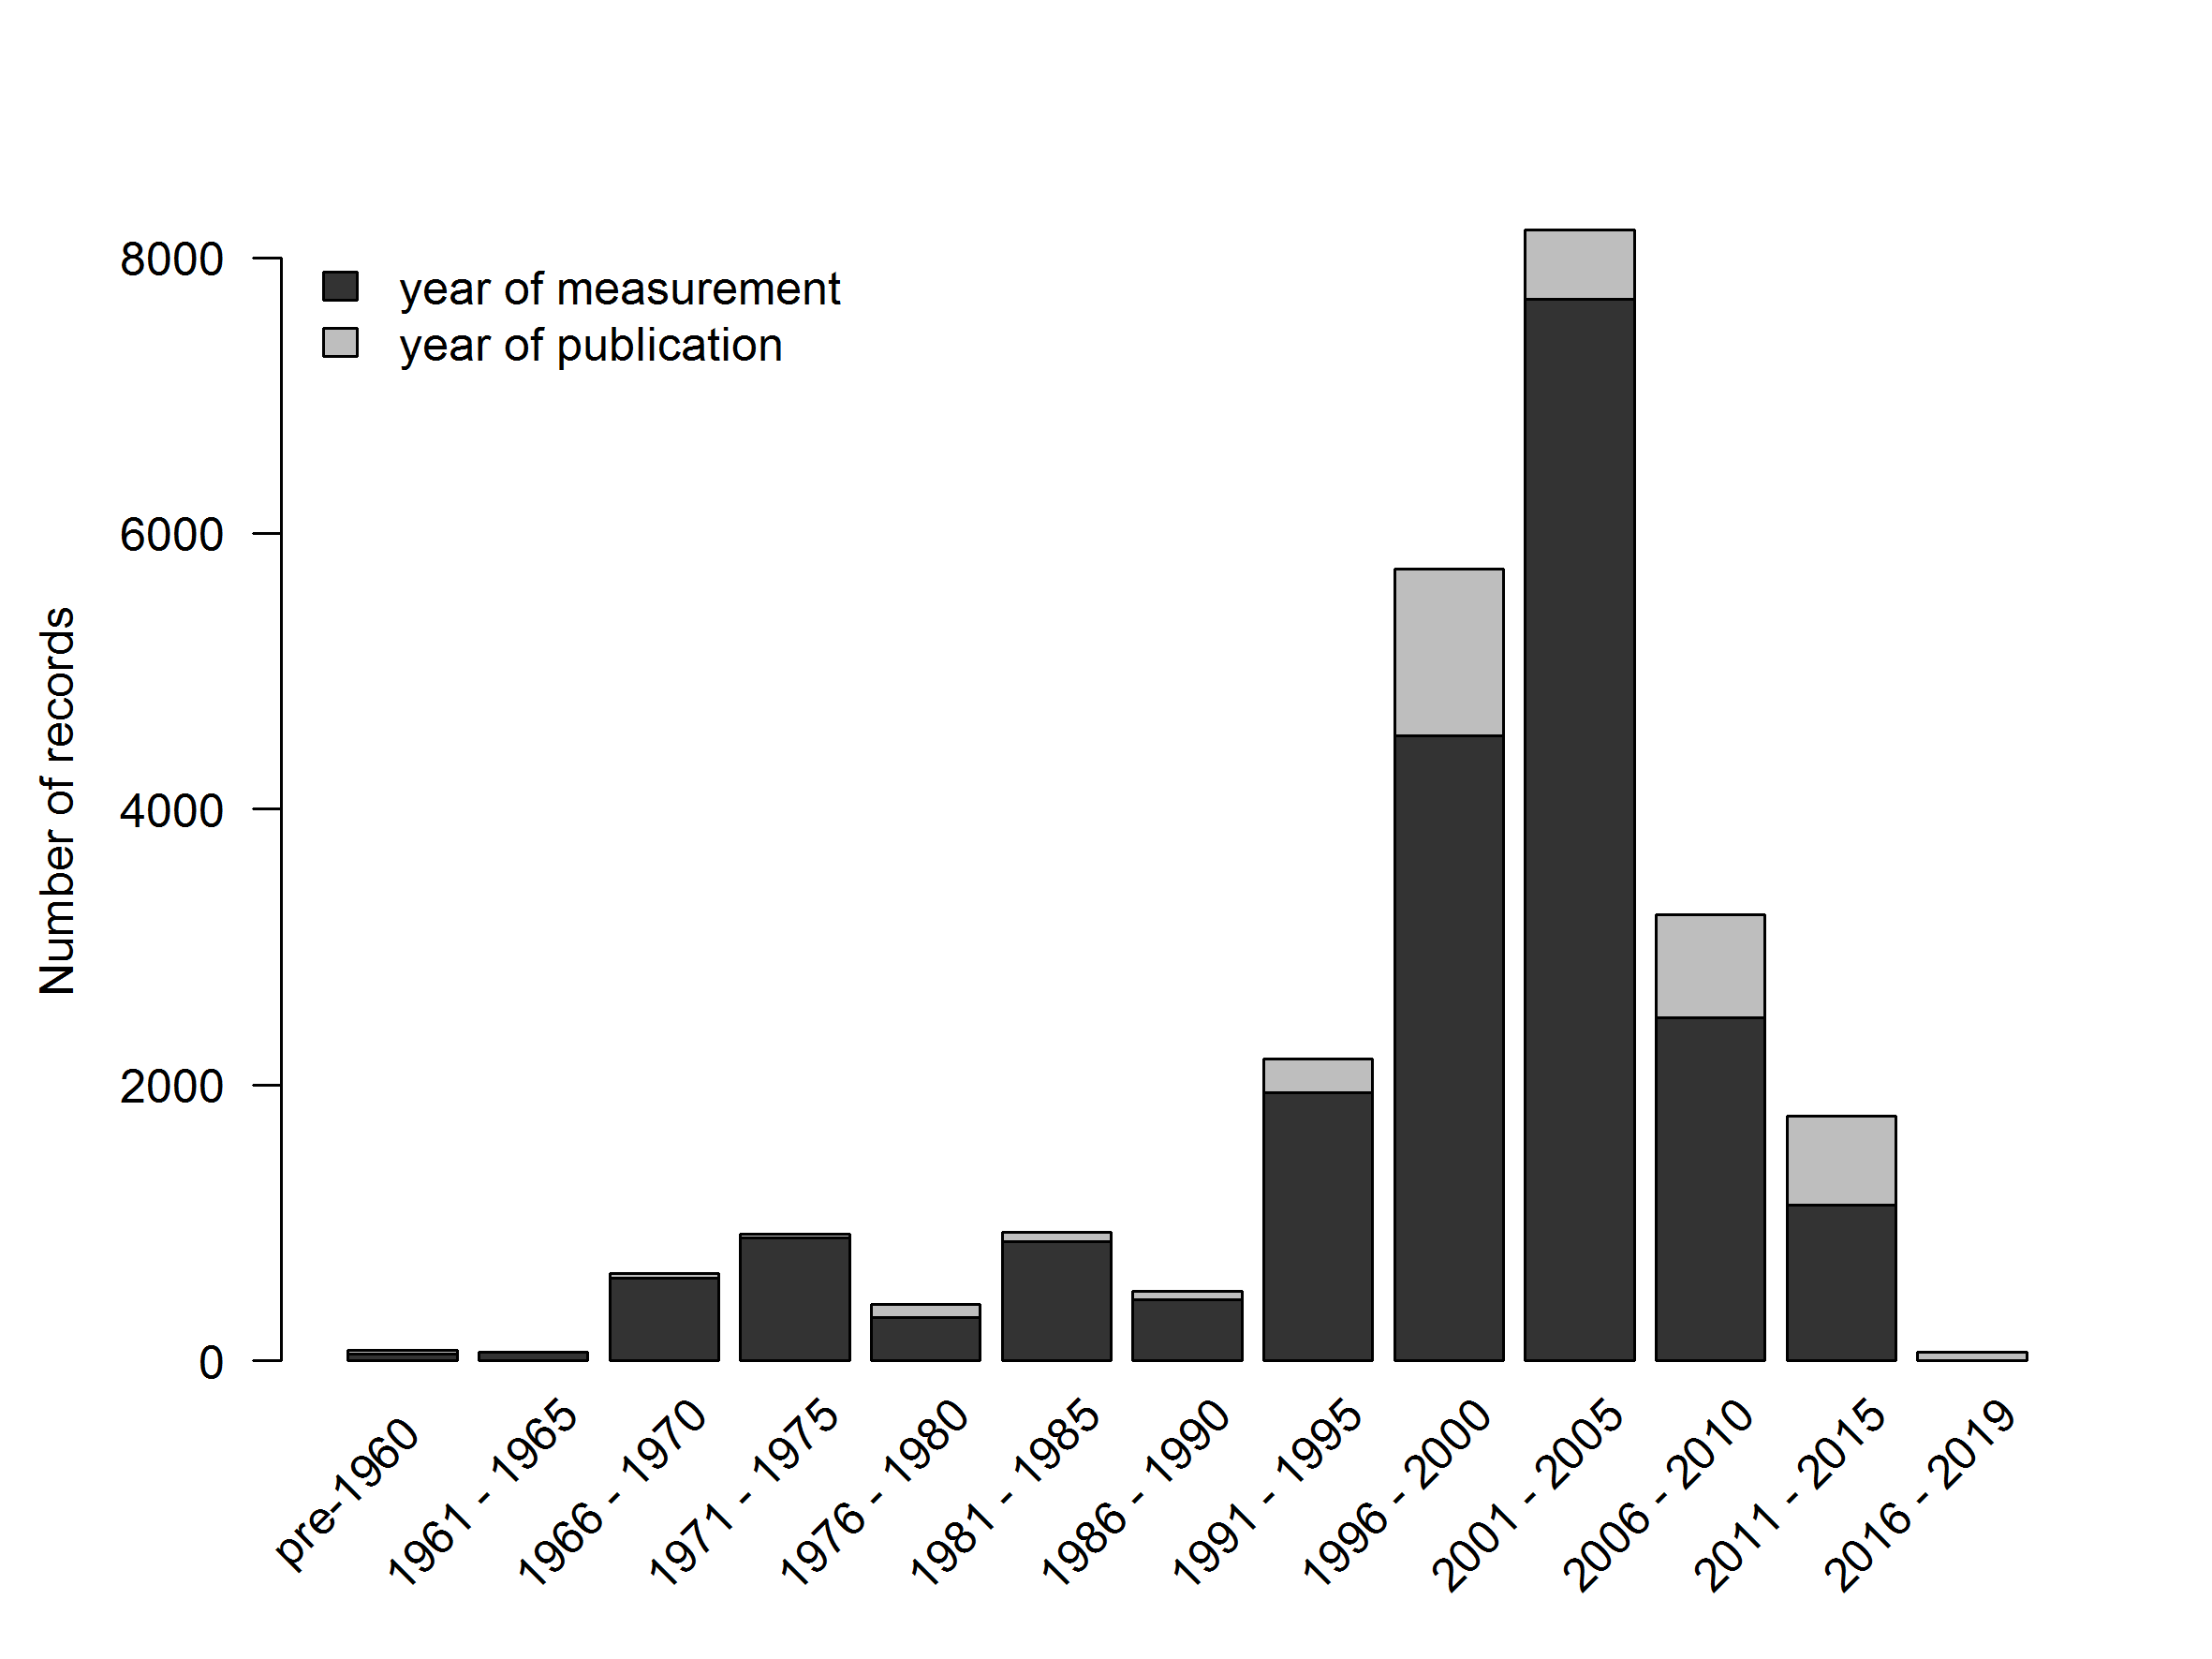 8000
6000
4000
2000
0
Number of records
year of measurement
year of publication
pre-1960
1961 - 1965
1966 - 1970
1971 - 1975
1976 - 1980
1981 - 1985
1986 - 1990
1991 - 1995
1996 - 2000
2001 - 2005
2006 - 2010
2011 - 2015
2016 - 2019